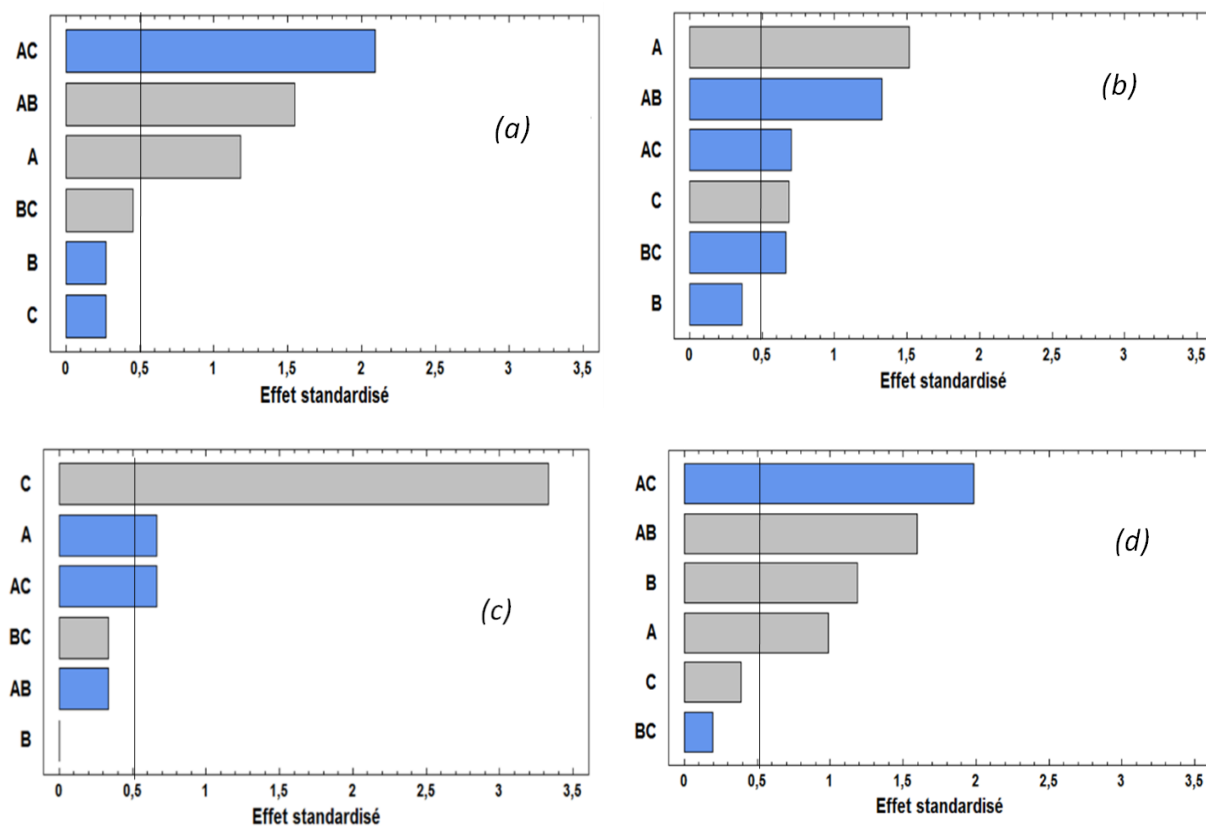 AC
AB
A
BC
B
C
(a)
0 0,5 1 1,5 2 2,5 3 3,5
Effet standardisé
A
AB
AC
C
BC
B
(b)
0 0,5 1 1,5 2 2,5 3 3,5
Effet standardisé
C
A
AC
BC
AB
B
(c)
0 0,5 1 1,5 2 2,5 3 3,5
Effet standardisé
AC
AB
B
A
C
BC
(d)
0 0,5 1 1,5 2 2,5 3 3,5
Effet standardisé